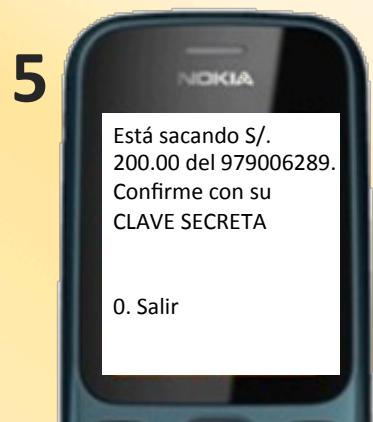 5
NOKIA
Está sacando S/.
200.00 del 979006289.
Confirme con su
CLAVE SECRETA
0. Salir